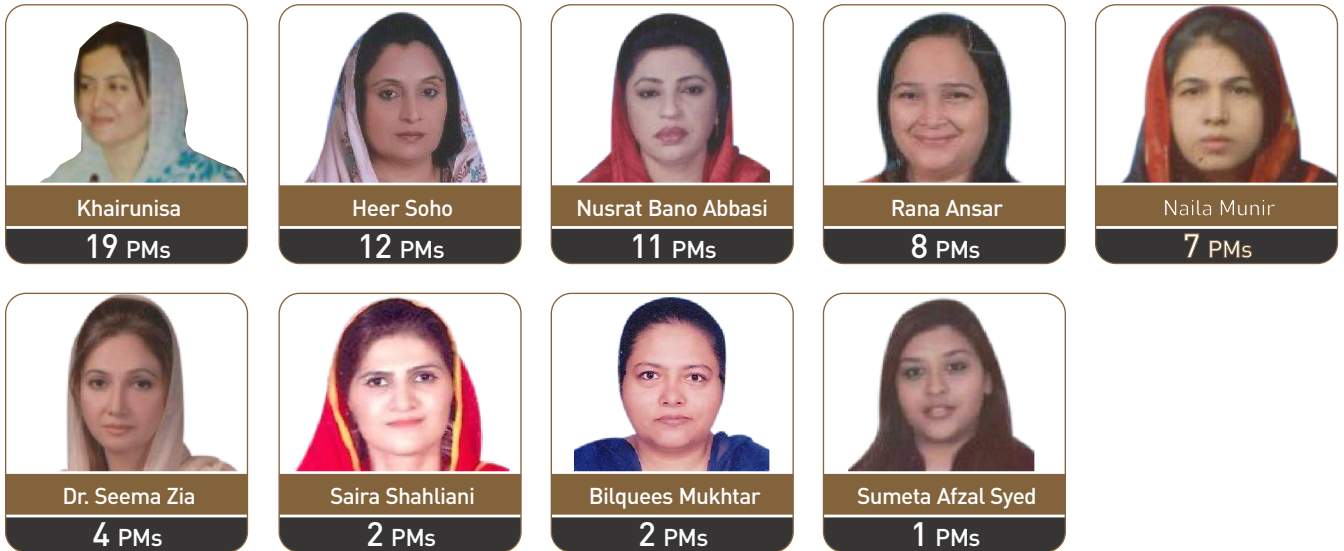 Khairunisa
19 PMs
Heer Soho
12 PMs
Nusrat Bano Abbasi
11 PMs
Rana Ansar
8 PMs
Naila Munir
7 PMs
Dr. Seema Zia
4 PMs
Saira Shahliani
2 PMs
Bilquees Mukhtar
2 PMs
Sumeta Afzal Syed
1 PMs